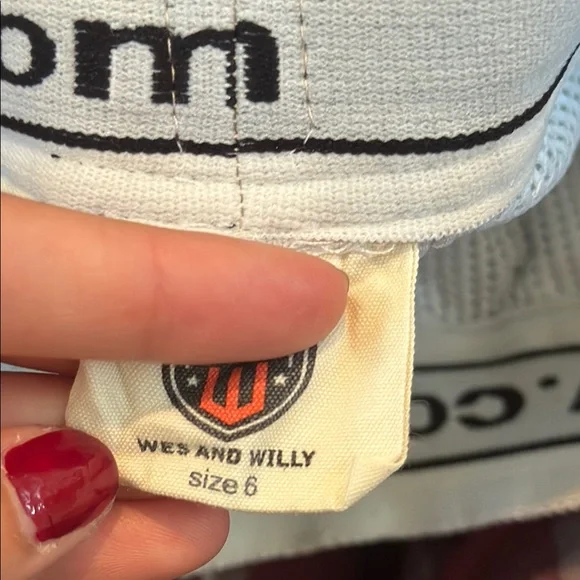 om
.co
WES AND WILLY
size 6